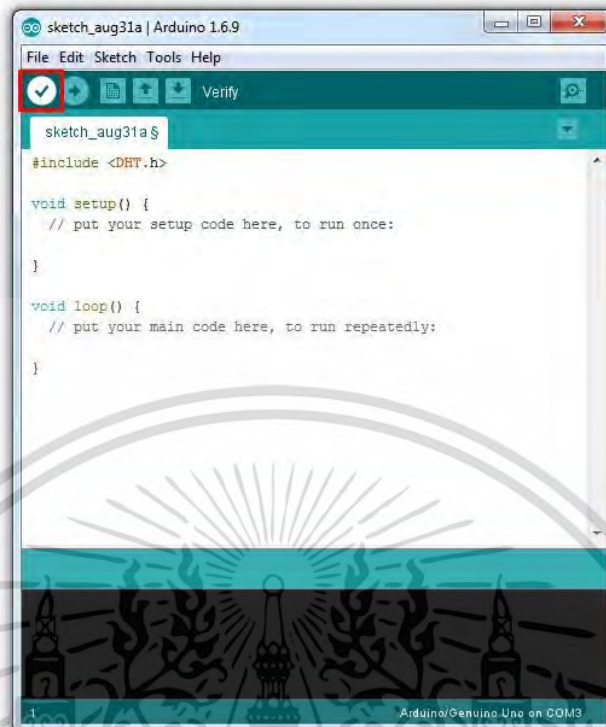 sketch_aug31a | Arduino 1.6.9
File Edit Sketch Tools Help
Verify
sketch_aug31a §
#include <DHT.h>
void setup() {
// put your setup code here, to run once:
}
void loop() {
// put your main code here, to run repeatedly:
}
1 Arduino/Genuino Uno on COM3